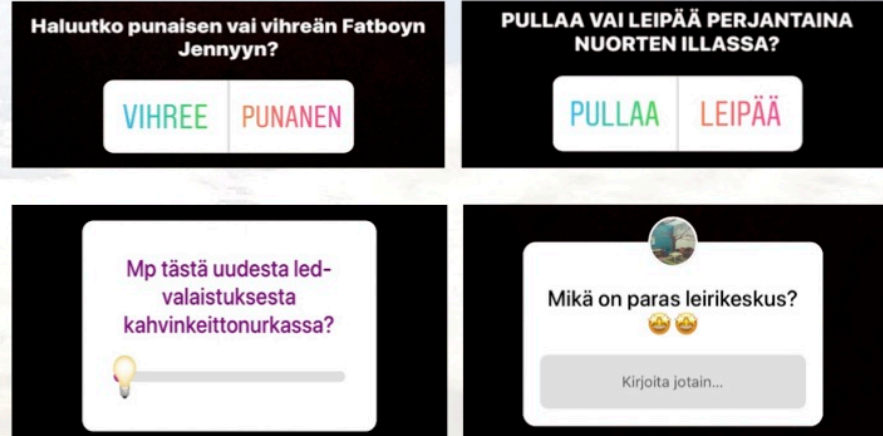 Haluutko punaisen vai vihreän Fatboyn
Jennyyn?
VIHREE PUNANEN
PULLAA VAI LEIPÄÄ PERJANTAINA
NUORTEN ILLASSA?
PULLAA LEIPÄÄ
Mp tästä uudesta led-
valaistuksesta
kahvinkeittonurkassa?
Mikä on paras leirikeskus?
🤩🤩
Kirjoita jotain...